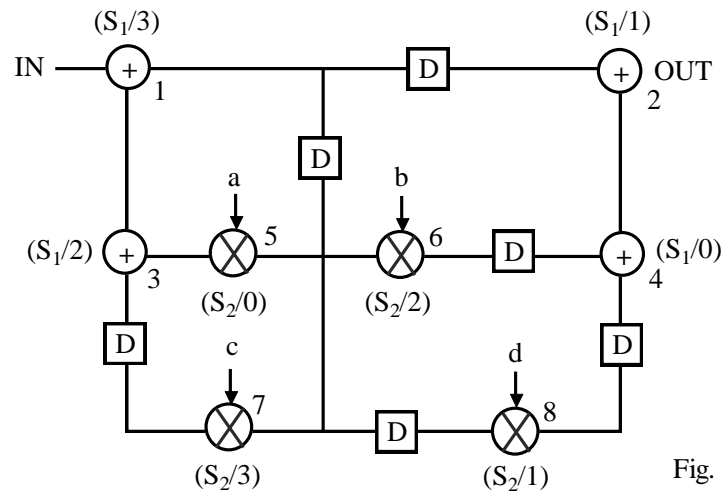 (S₁/3)
(S₁/1)
IN + D + OUT
1
2
D
a
b
(S₁/2) + 5 6 D + (S₁/0)
3
4
(S₂/0)
(S₂/2)
D
D
c
d
7
D
8
(S₂/3)
(S₂/1)
Fig.